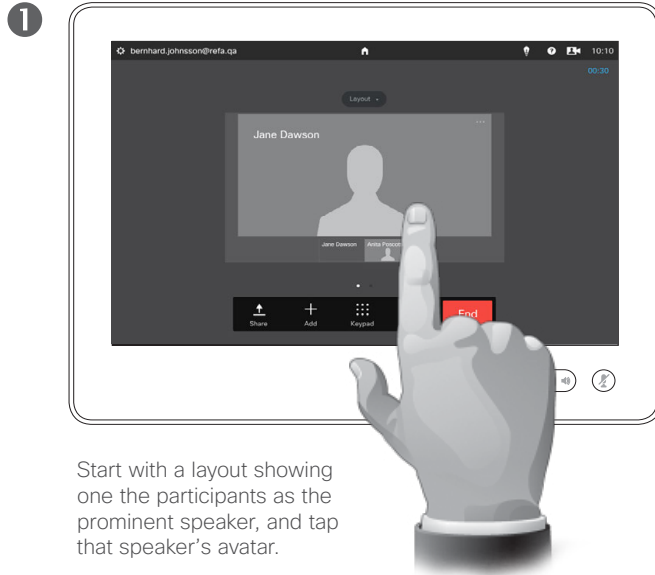 1
bernhard.johnsson@refa.qa 10:10
00:30
Layout
Jane Dawson
Jane Dawson Anita
Share Add Keypad End
Start with a layout showing
one the participants as the
prominent speaker, and tap
that speaker's avatar.